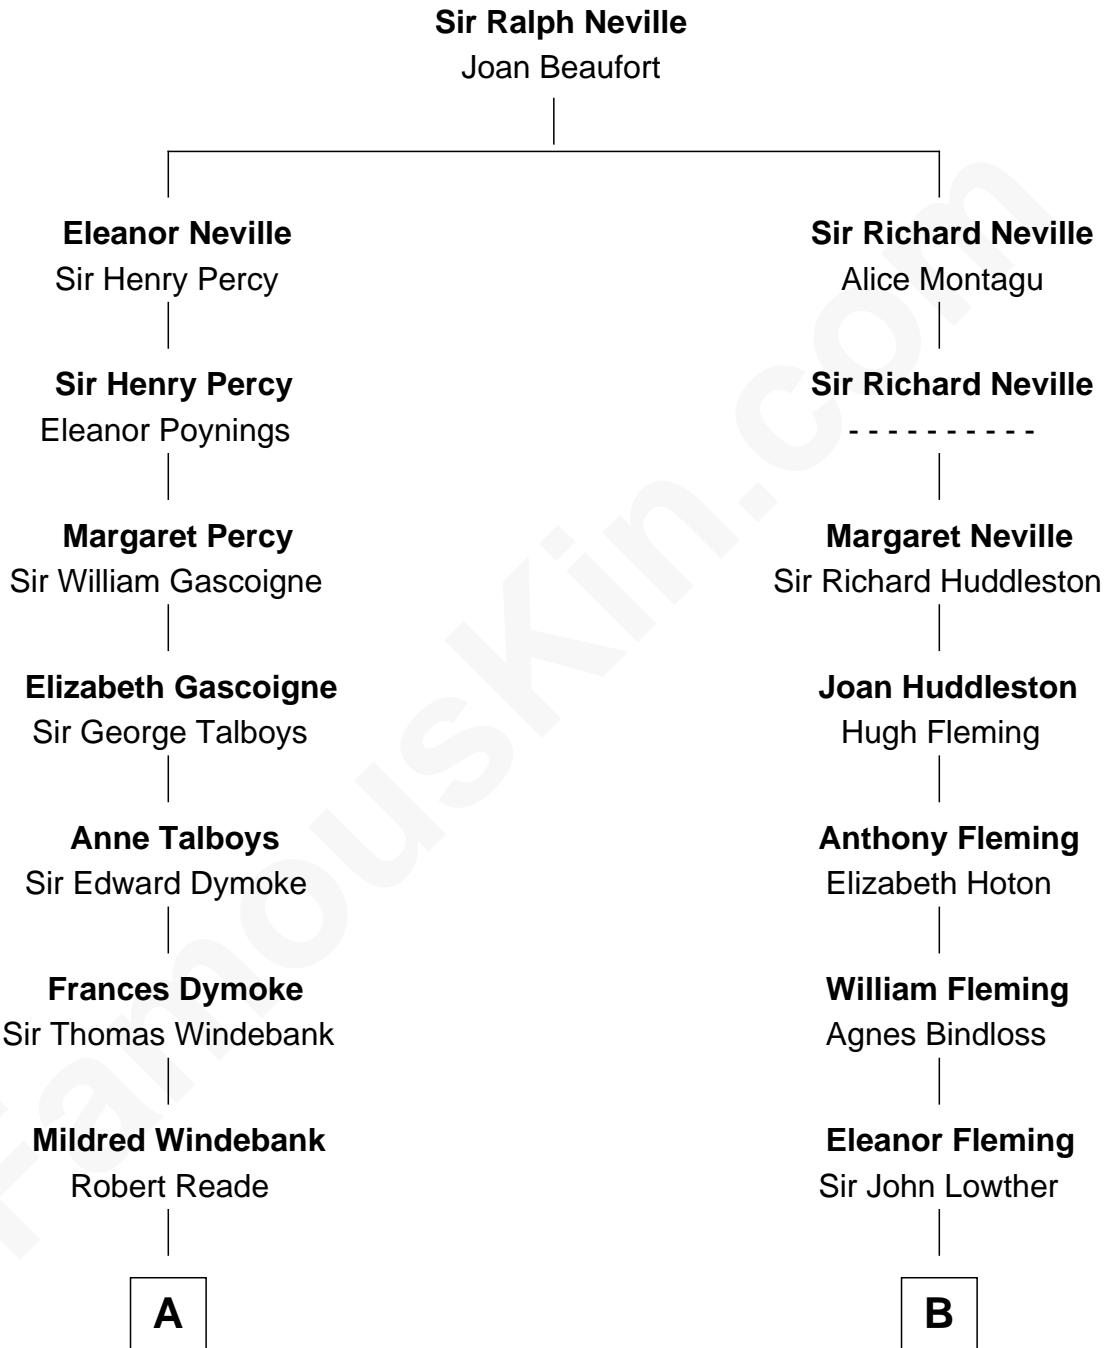 Sir Ralph Neville
Joan Beaufort
Eleanor Neville
Sir Henry Percy
Sir Richard Neville
Alice Montagu
Sir Henry Percy
Eleanor Poynings
Sir Richard Neville
- - - - - - - - - -
Margaret Percy
Sir William Gascoigne
Margaret Neville
Sir Richard Huddleston
Elizabeth Gascoigne
Sir George Talboys
Joan Huddleston
Hugh Fleming
Anne Talboys
Sir Edward Dymoke
Anthony Fleming
Elizabeth Hoton
Frances Dymoke
Sir Thomas Windebank
William Fleming
Agnes Bindloss
Mildred Windebank
Robert Reade
Eleanor Fleming
Sir John Lowther
A
B
FamousKin.com